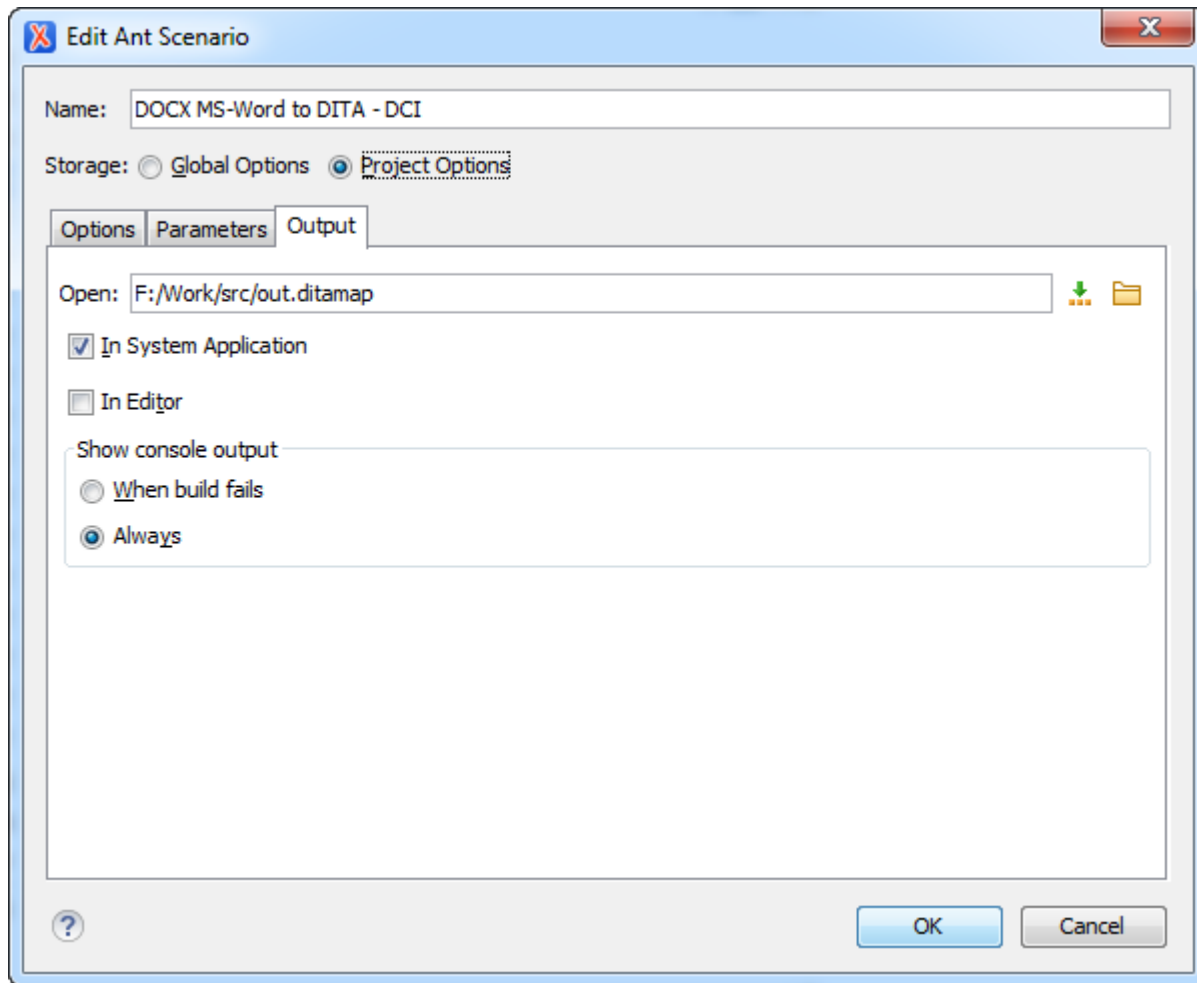 Edit Ant Scenario
Name: DOCX MS-Word to DITA - DCI
Storage: Global Options Project Options
Options Parameters Output
Open: F:/Work/src/out.ditamap
In System Application
In Editor
Show console output
When build fails
Always
? OK Cancel